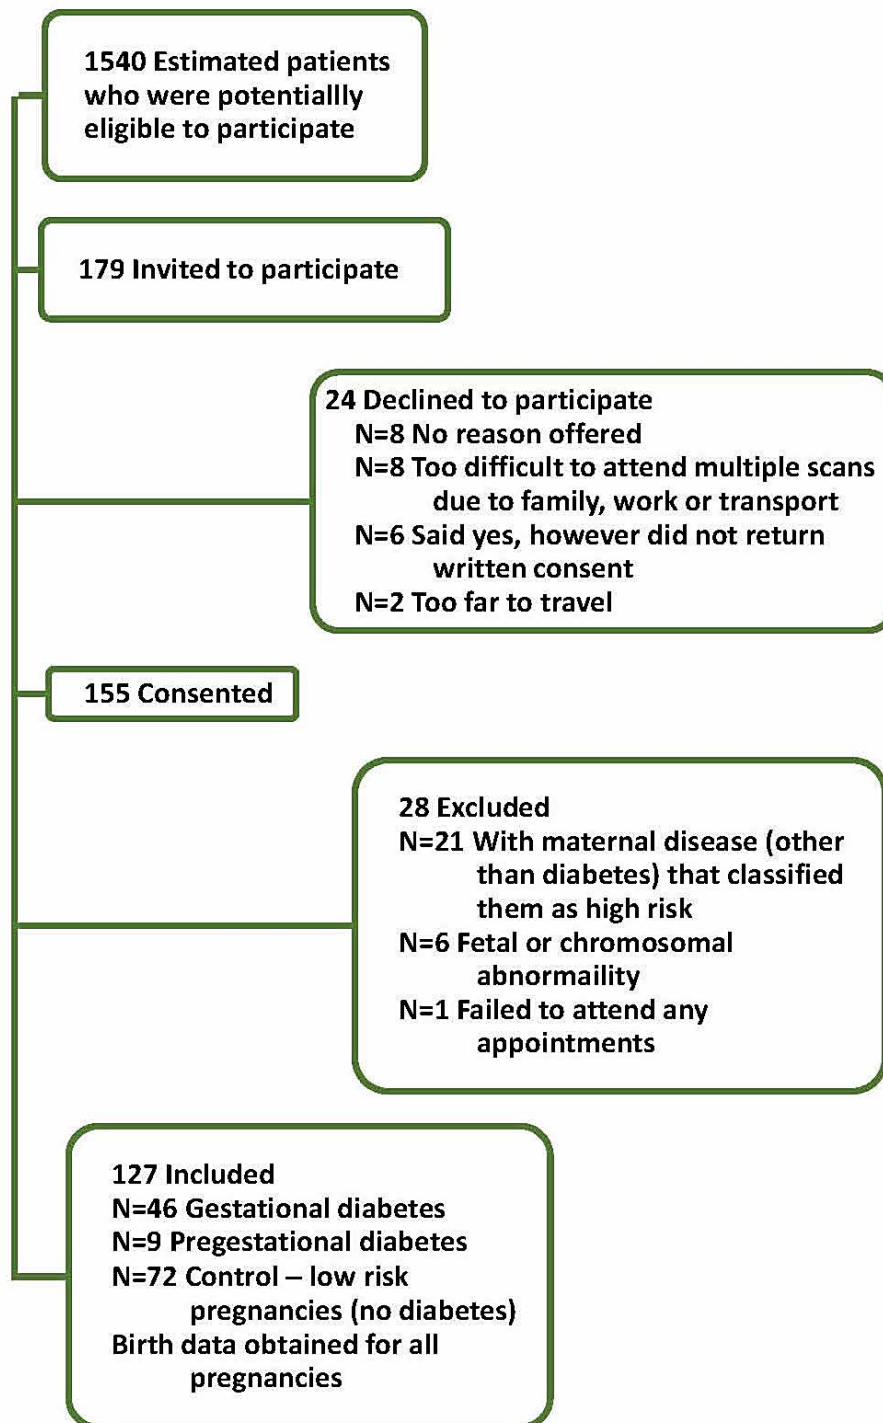 1540 Estimated patients
who were potentiallly
eligible to participate
179 Invited to participate
24 Declined to participate
N=8 No reason offered
N=8 Too difficult to attend multiple scans
due to family, work or transport
N=6 Said yes, however did not return
written consent
N=2 Too far to travel
155 Consented
28 Excluded
N=21 With maternal disease (other
than diabetes) that classified
them as high risk
N=6 Fetal or chromosomal
abnormaility
N=1 Failed to attend any
appointments
127 Included
N=46 Gestational diabetes
N=9 Pregestational diabetes
N=72 Control – low risk
pregnancies (no diabetes)
Birth data obtained for all
pregnancies